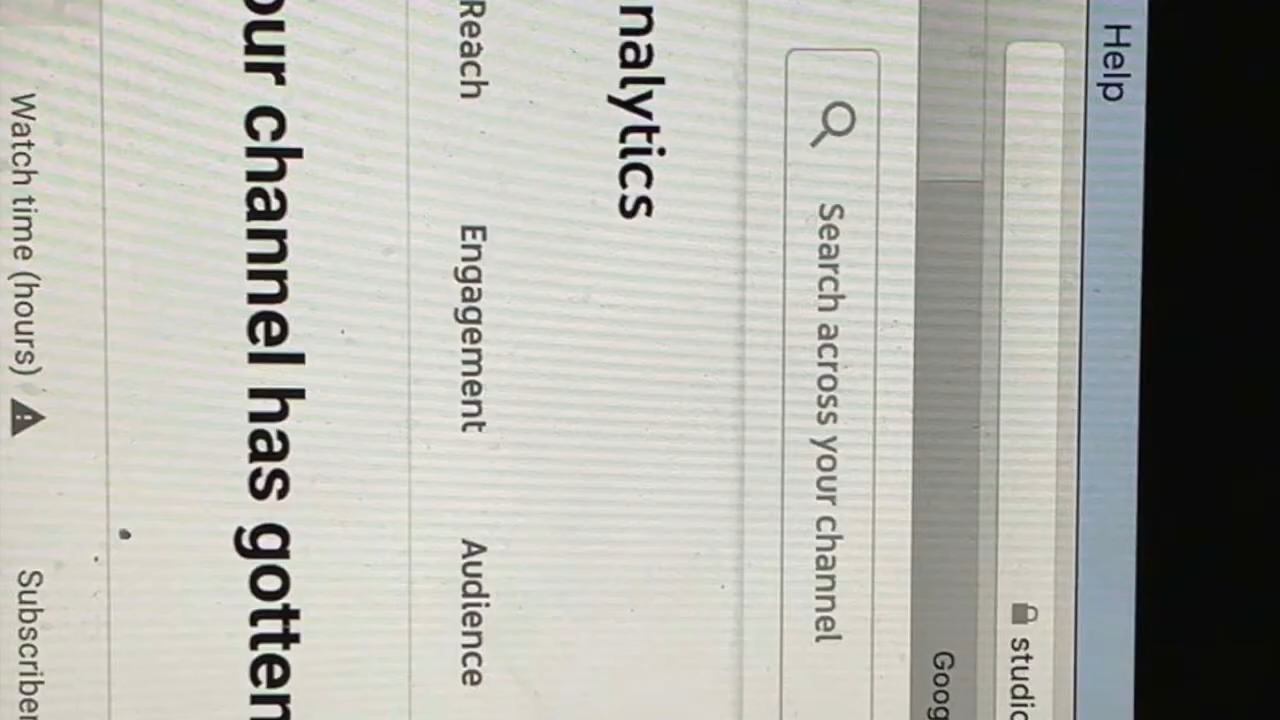 Help
studio
Goog
Search across your channel
nalytics
Reach Engagement Audience
our channel has gotten
Watch time (hours) Subscriber